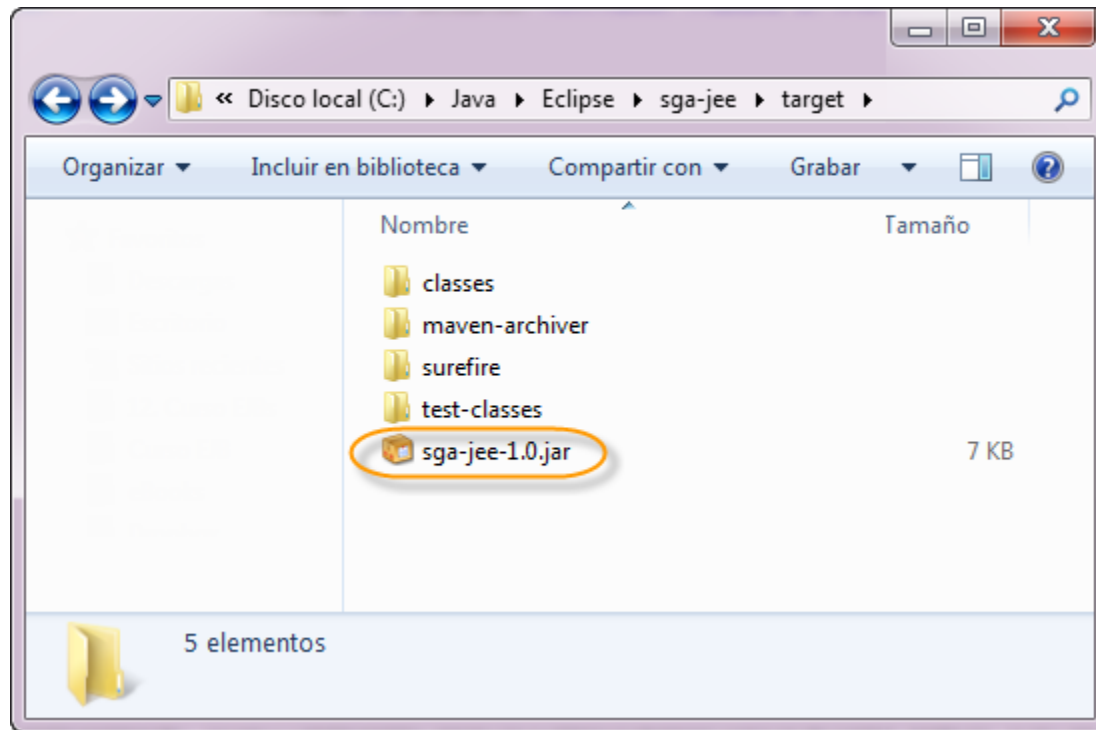 « Disco local (C:) ▸ Java ▸ Eclipse ▸ sga-jee ▸ target ▸
Organizar Incluir en biblioteca Compartir con Grabar
Nombre Tamaño
classes
maven-archiver
surefire
test-classes
sga-jee-1.0.jar 7 KB
5 elementos